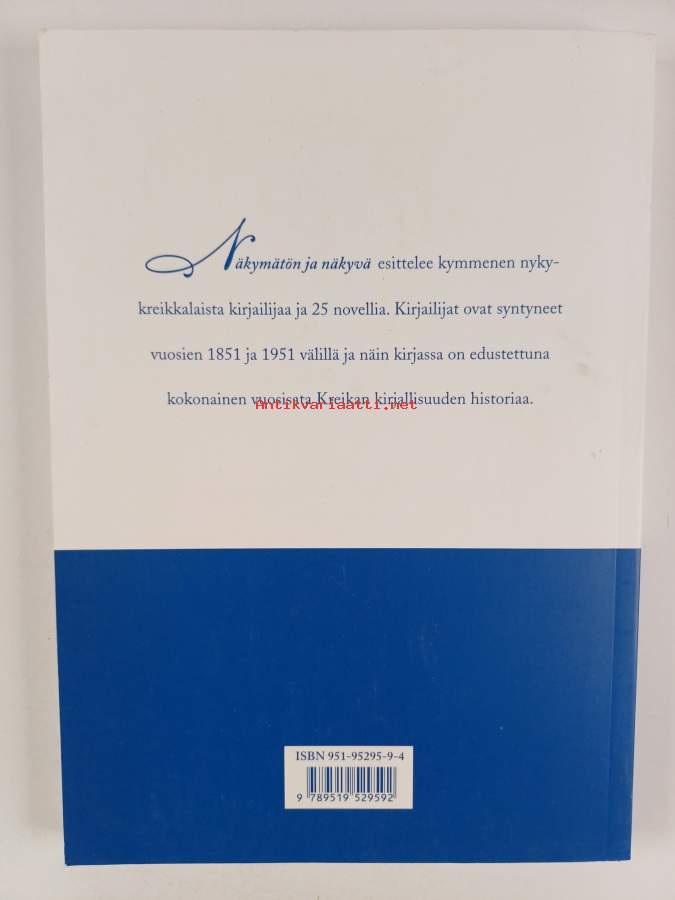 Näkymätön ja näkyvä esittelee kymmenen nyky-
kreikkalaista kirjailijaa ja 25 novellia. Kirjailijat ovat syntyneet
vuosien 1851 ja 1951 välillä ja näin kirjassa on edustettuna
kokonainen vuosisata Kreikan kirjallisuuden historiaa.
Antikvariaatti.net
ISBN 951-95295-9-4
9 789519 529592